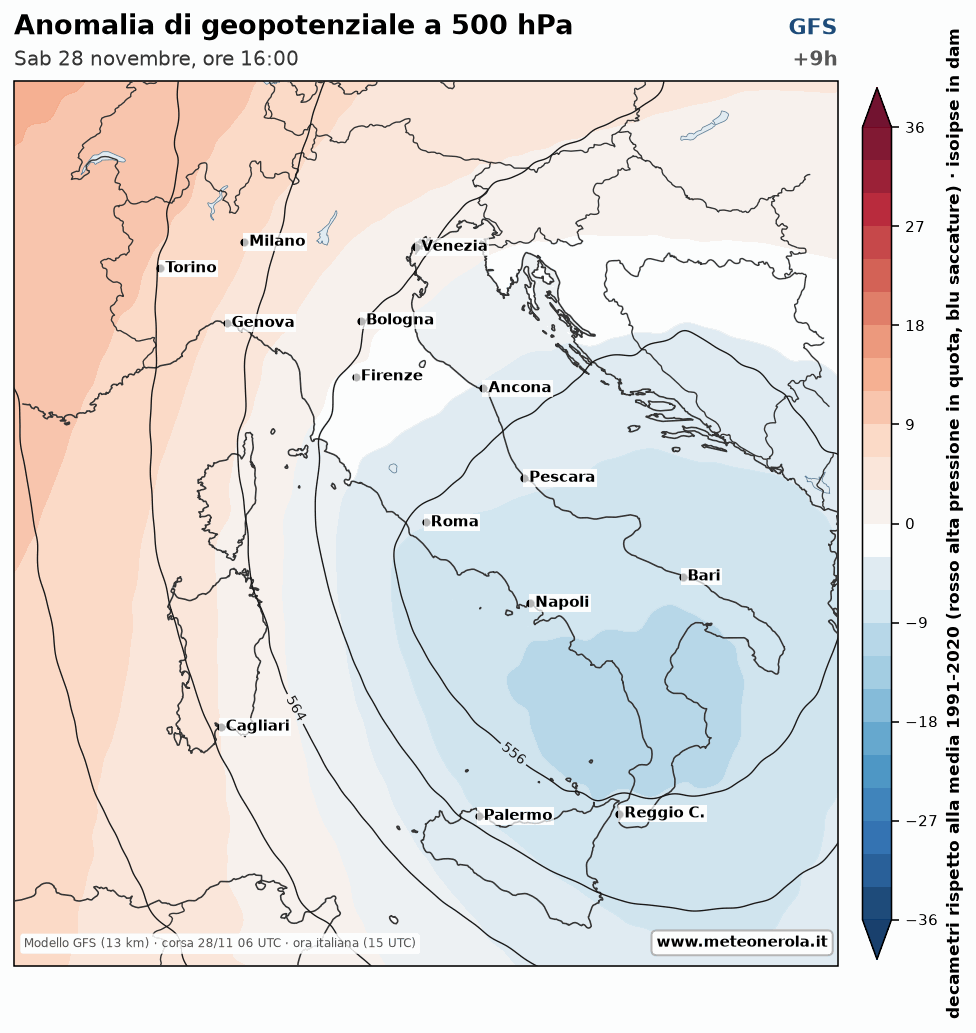 Anomalia di geopotenziale a 500 hPa
GFS
Sab 28 novembre, ore 16:00
+9h
Milano
Venezia
Torino
Genova
Bologna
Firenze
Ancona
Pescara
Roma
Bari
Napoli
564
Cagliari
556
Palermo
Reggio C.
Modello GFS (13 km) · corsa 28/11 06 UTC · ora italiana (15 UTC)
www.meteonerola.it
36
27
18
9
0
−9
−18
−27
−36
decametri rispetto alla media 1991-2020 (rosso alta pressione in quota, blu saccature) · isoipse in dam